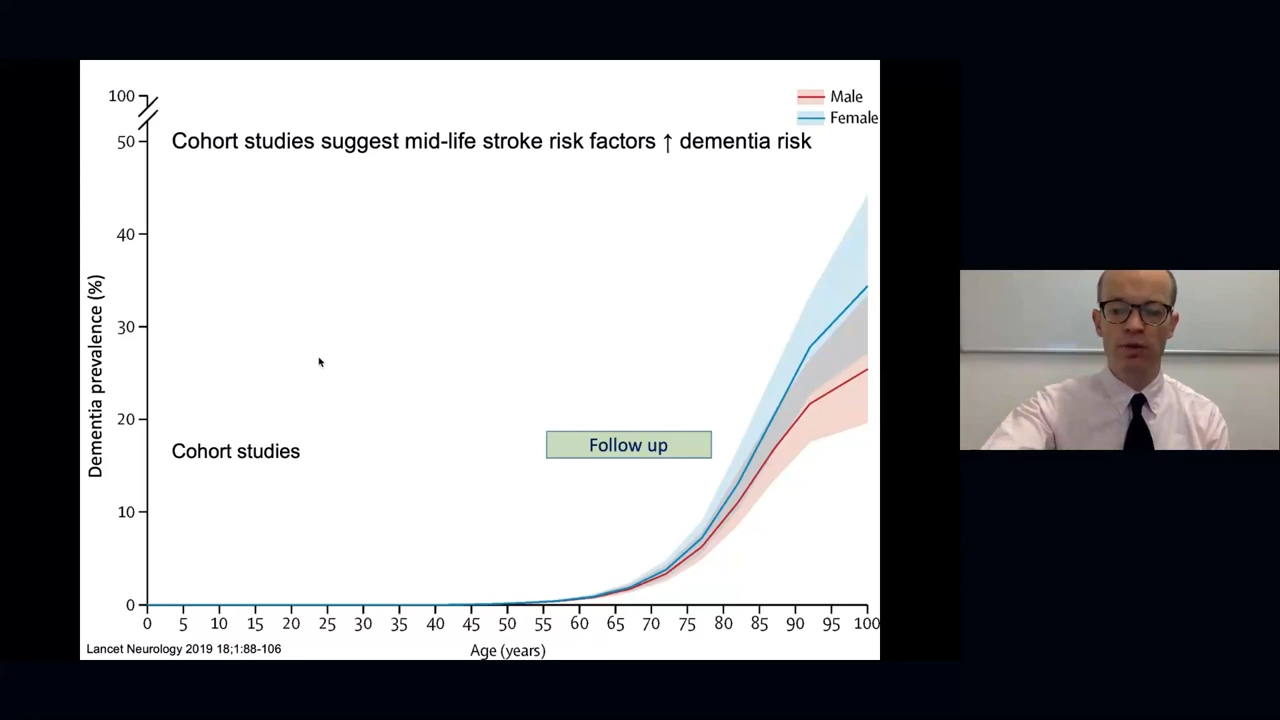 100
Male
Female
50
Cohort studies suggest mid-life stroke risk factors ↑ dementia risk
40
30
20
10
0
Dementia prevalence (%)
Follow up
Cohort studies
0 5 10 15 20 25 30 35 40 45 50 55 60 65 70 75 80 85 90 95 100
Age (years)
Lancet Neurology 2019 18;1:88-106